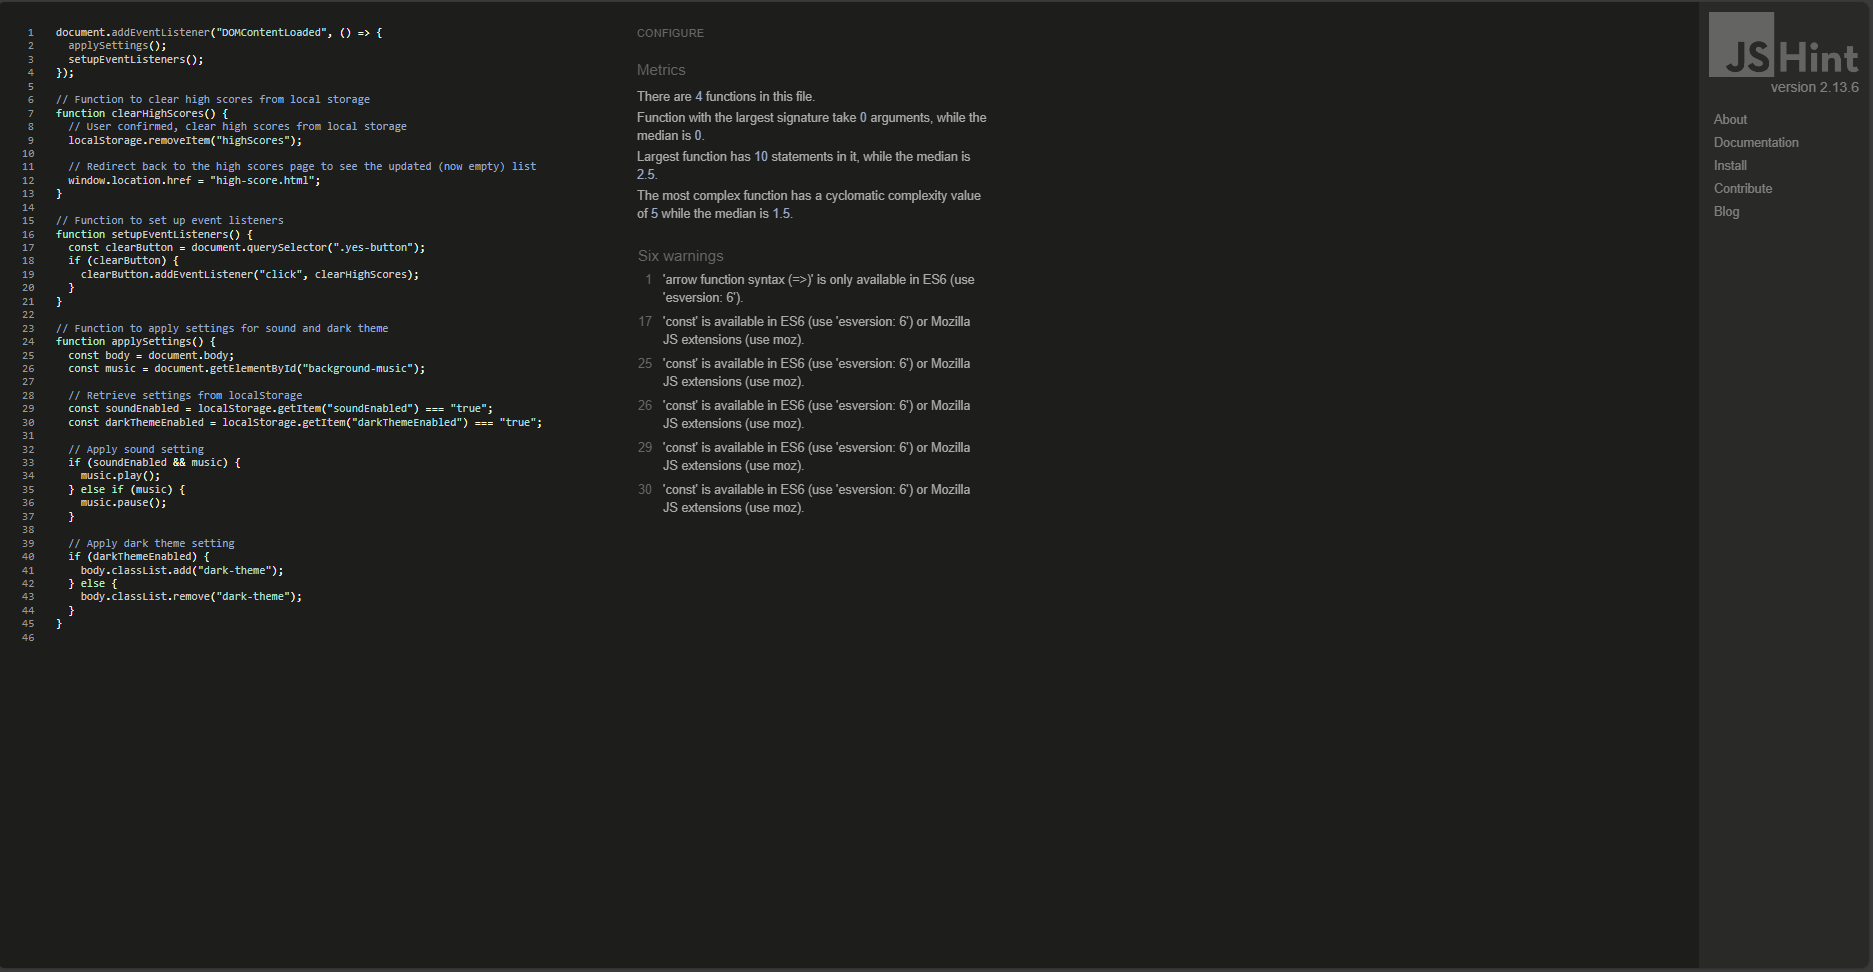 1 document.addEventListener("DOMContentLoaded", () => {
2 applySettings();
3 setupEventListeners();
4 });
5
6 // Function to clear high scores from local storage
7 function clearHighScores() {
8 // User confirmed, clear high scores from local storage
9 localStorage.removeItem("highScores");
10
11 // Redirect back to the high scores page to see the updated (now empty) list
12 window.location.href = "high-score.html";
13 }
14
15 // Function to set up event listeners
16 function setupEventListeners() {
17 const clearButton = document.querySelector(".yes-button");
18 if (clearButton) {
19 clearButton.addEventListener("click", clearHighScores);
20 }
21 }
22
23 // Function to apply settings for sound and dark theme
24 function applySettings() {
25 const body = document.body;
26 const music = document.getElementById("background-music");
27
28 // Retrieve settings from localStorage
29 const soundEnabled = localStorage.getItem("soundEnabled") === "true";
30 const darkThemeEnabled = localStorage.getItem("darkThemeEnabled") === "true";
31
32 // Apply sound setting
33 if (soundEnabled && music) {
34 music.play();
35 } else if (music) {
36 music.pause();
37 }
38
39 // Apply dark theme setting
40 if (darkThemeEnabled) {
41 body.classList.add("dark-theme");
42 } else {
43 body.classList.remove("dark-theme");
44 }
45 }
46
CONFIGURE
Metrics
There are 4 functions in this file.
Function with the largest signature take 0 arguments, while the
median is 0.
Largest function has 10 statements in it, while the median is
2.5.
The most complex function has a cyclomatic complexity value
of 5 while the median is 1.5.
Six warnings
1 'arrow function syntax (=>)' is only available in ES6 (use
'esversion: 6').
17 'const' is available in ES6 (use 'esversion: 6') or Mozilla
JS extensions (use moz).
25 'const' is available in ES6 (use 'esversion: 6') or Mozilla
JS extensions (use moz).
26 'const' is available in ES6 (use 'esversion: 6') or Mozilla
JS extensions (use moz).
29 'const' is available in ES6 (use 'esversion: 6') or Mozilla
JS extensions (use moz).
30 'const' is available in ES6 (use 'esversion: 6') or Mozilla
JS extensions (use moz).
JSHint
version 2.13.6
About
Documentation
Install
Contribute
Blog